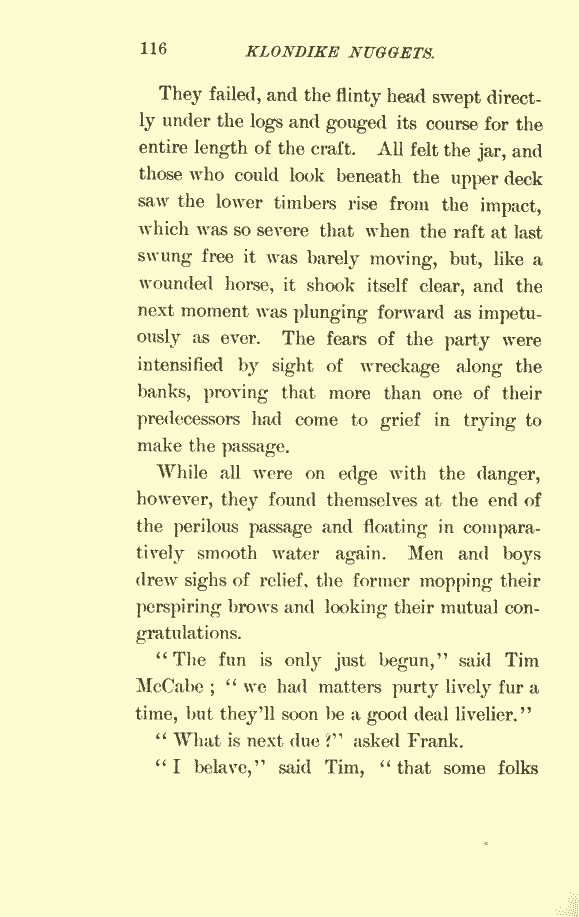 116 KLONDIKE NUGGETS.
They failed, and the flinty head swept direct-
ly under the logs and gouged its course for the
entire length of the craft. All felt the jar, and
those who could look beneath the upper deck
saw the lower timbers rise from the impact,
which was so severe that when the raft at last
swung free it was barely moving, but, like a
wounded horse, it shook itself clear, and the
next moment was plunging forward as impetu-
ously as ever. The fears of the party were
intensified by sight of wreckage along the
banks, proving that more than one of their
predecessors had come to grief in trying to
make the passage.
While all were on edge with the danger,
however, they found themselves at the end of
the perilous passage and floating in compara-
tively smooth water again. Men and boys
drew sighs of relief, the former mopping their
perspiring brows and looking their mutual con-
gratulations.
“ The fun is only just begun,” said Tim
McCabe ; “ we had matters purty lively fur a
time, but they’ll soon be a good deal livelier.”
“ What is next due ?” asked Frank.
“ I belave,” said Tim, “ that some folks